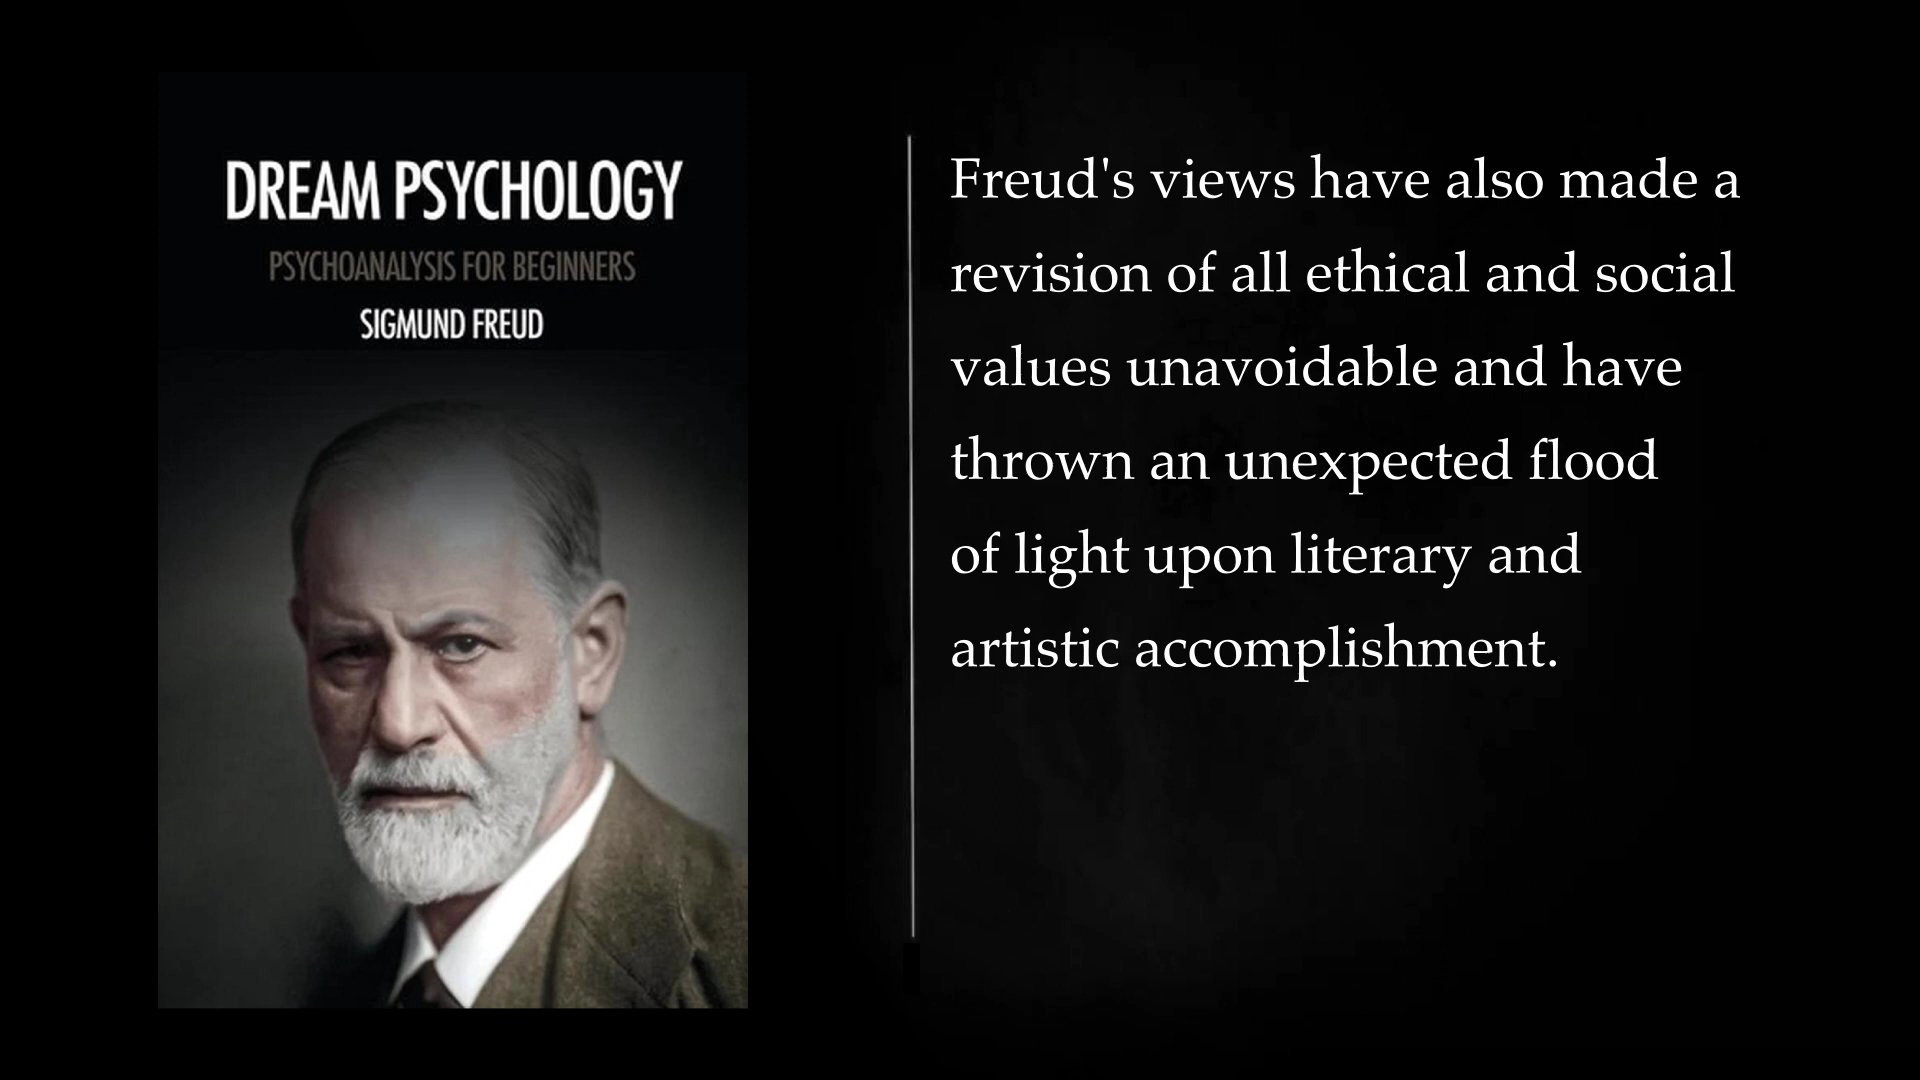 DREAM PSYCHOLOGY
PSYCHOANALYSIS FOR BEGINNERS
SIGMUND FREUD
Freud's views have also made a
revision of all ethical and social
values unavoidable and have
thrown an unexpected flood
of light upon literary and
artistic accomplishment.